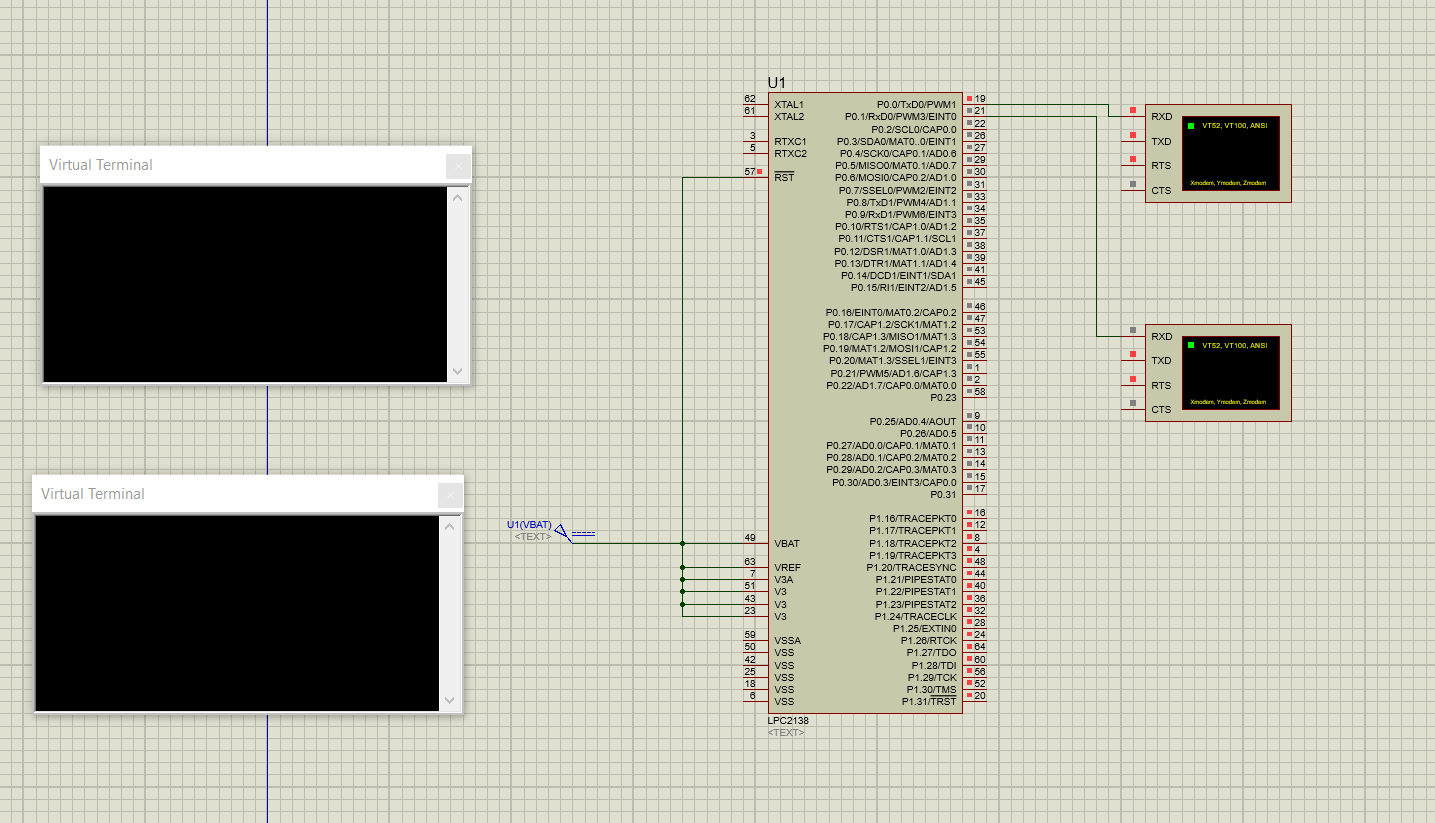 Virtual Terminal
Virtual Terminal
U1(VBAT)
<TEXT>
U1
62 XTAL1
61 XTAL2
3 RTXC1
5 RTXC2
57 RST
49 VBAT
63 VREF
7 V3A
51 V3
43 V3
23 V3
59 VSSA
50 VSS
42 VSS
25 VSS
18 VSS
6 VSS
P0.0/TxD0/PWM1 19
P0.1/RxD0/PWM3/EINT0 21
P0.2/SCL0/CAP0.0 22
P0.3/SDA0/MAT0..0/EINT1 26
P0.4/SCK0/CAP0.1/AD0.6 27
P0.5/MISO0/MAT0.1/AD0.7 29
P0.6/MOSI0/CAP0.2/AD1.0 30
P0.7/SSEL0/PWM2/EINT2 31
P0.8/TxD1/PWM4/AD1.1 33
P0.9/RxD1/PWM6/EINT3 34
P0.10/RTS1/CAP1.0/AD1.2 35
P0.11/CTS1/CAP1.1/SCL1 37
P0.12/DSR1/MAT1.0/AD1.3 38
P0.13/DTR1/MAT1.1/AD1.4 39
P0.14/DCD1/EINT1/SDA1 41
P0.15/RI1/EINT2/AD1.5 45
P0.16/EINT0/MAT0.2/CAP0.2 46
P0.17/CAP1.2/SCK1/MAT1.2 47
P0.18/CAP1.3/MISO1/MAT1.3 53
P0.19/MAT1.2/MOSI1/CAP1.2 54
P0.20/MAT1.3/SSEL1/EINT3 55
P0.21/PWM5/AD1.6/CAP1.3 1
P0.22/AD1.7/CAP0.0/MAT0.0 2
P0.23 58
P0.25/AD0.4/AOUT 9
P0.26/AD0.5 10
P0.27/AD0.0/CAP0.1/MAT0.1 11
P0.28/AD0.1/CAP0.2/MAT0.2 13
P0.29/AD0.2/CAP0.3/MAT0.3 14
P0.30/AD0.3/EINT3/CAP0.0 15
P0.31 17
P1.16/TRACEPKT0 16
P1.17/TRACEPKT1 12
P1.18/TRACEPKT2 8
P1.19/TRACEPKT3 4
P1.20/TRACESYNC 48
P1.21/PIPESTAT0 44
P1.22/PIPESTAT1 40
P1.23/PIPESTAT2 36
P1.24/TRACECLK 32
P1.25/EXTIN0 28
P1.26/RTCK 24
P1.27/TDO 64
P1.28/TDI 60
P1.29/TCK 56
P1.30/TMS 52
P1.31/TRST 20
LPC2138
<TEXT>
RXD
TXD
RTS
CTS
VT52, VT100, ANSI
Xmodem, Ymodem, Zmodem
RXD
TXD
RTS
CTS
VT52, VT100, ANSI
Xmodem, Ymodem, Zmodem